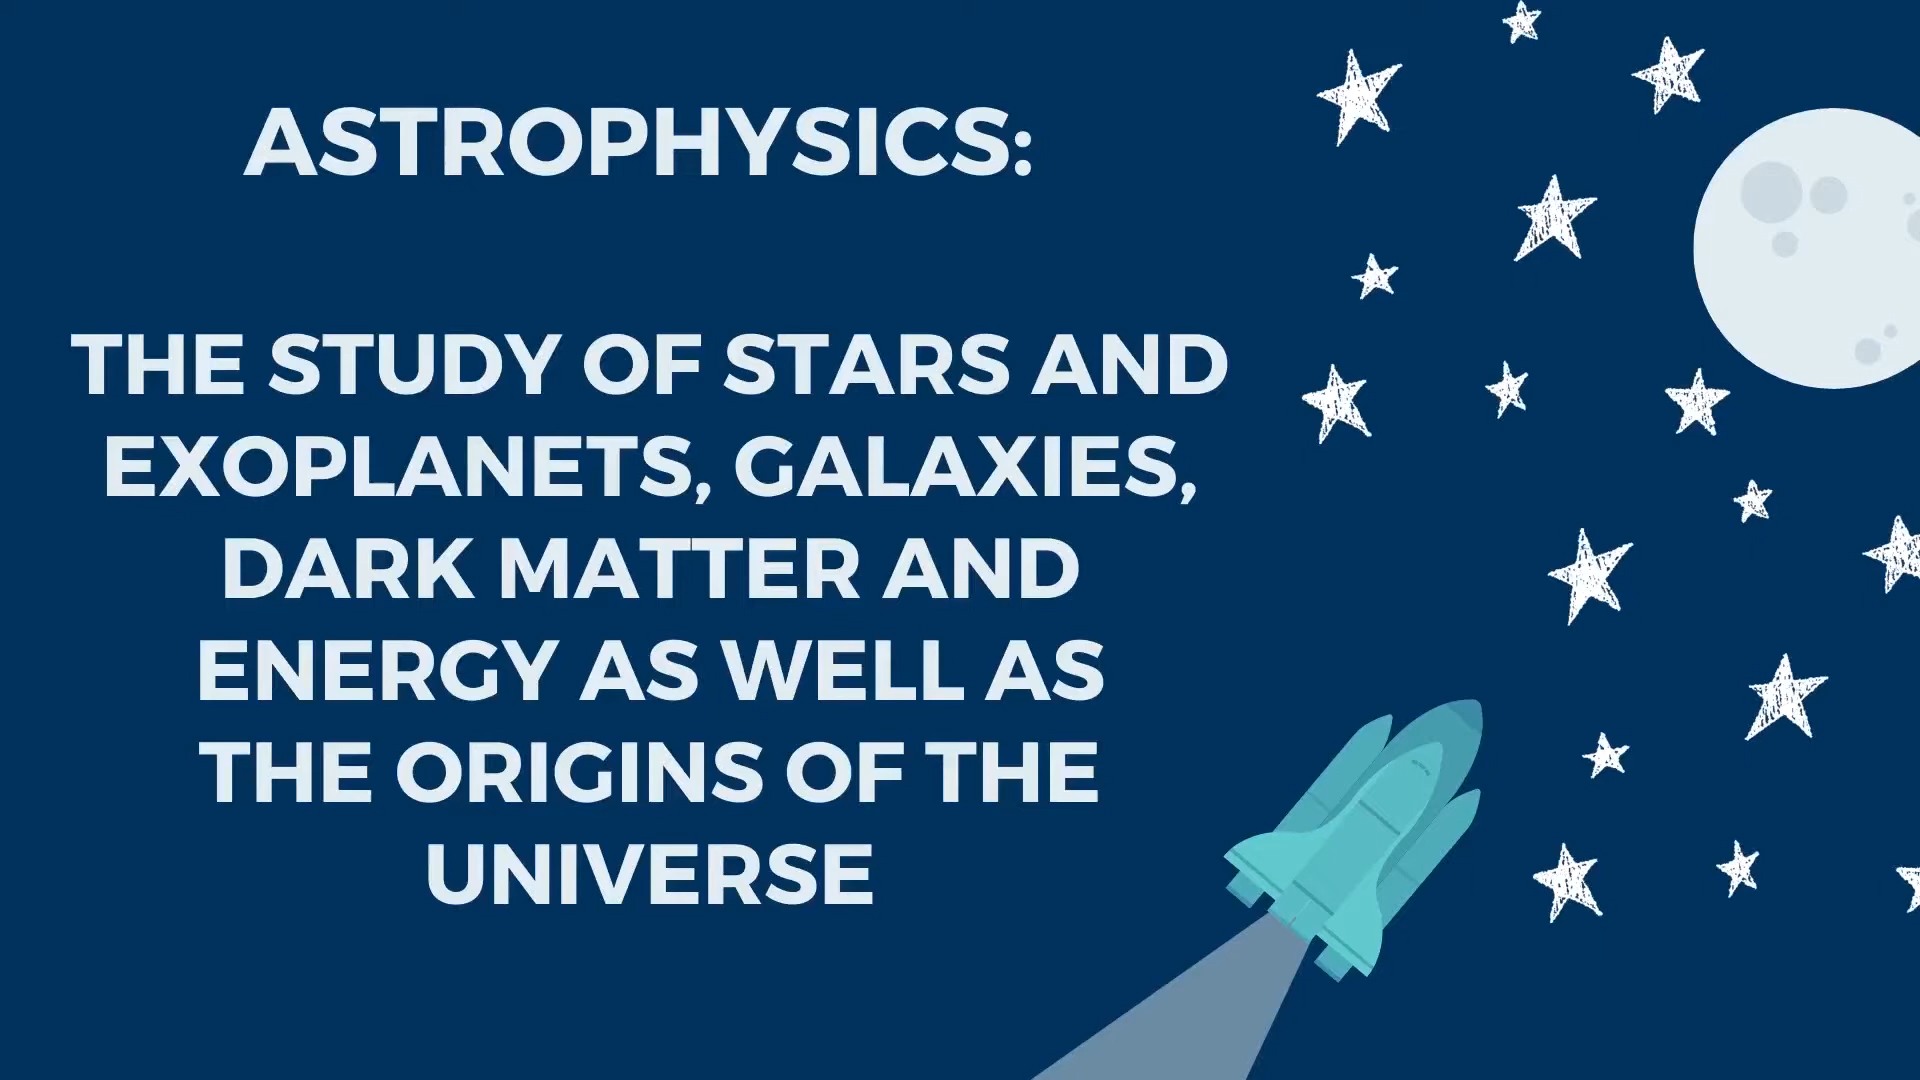 ASTROPHYSICS:
THE STUDY OF STARS AND
EXOPLANETS, GALAXIES,
DARK MATTER AND
ENERGY AS WELL AS
THE ORIGINS OF THE
UNIVERSE